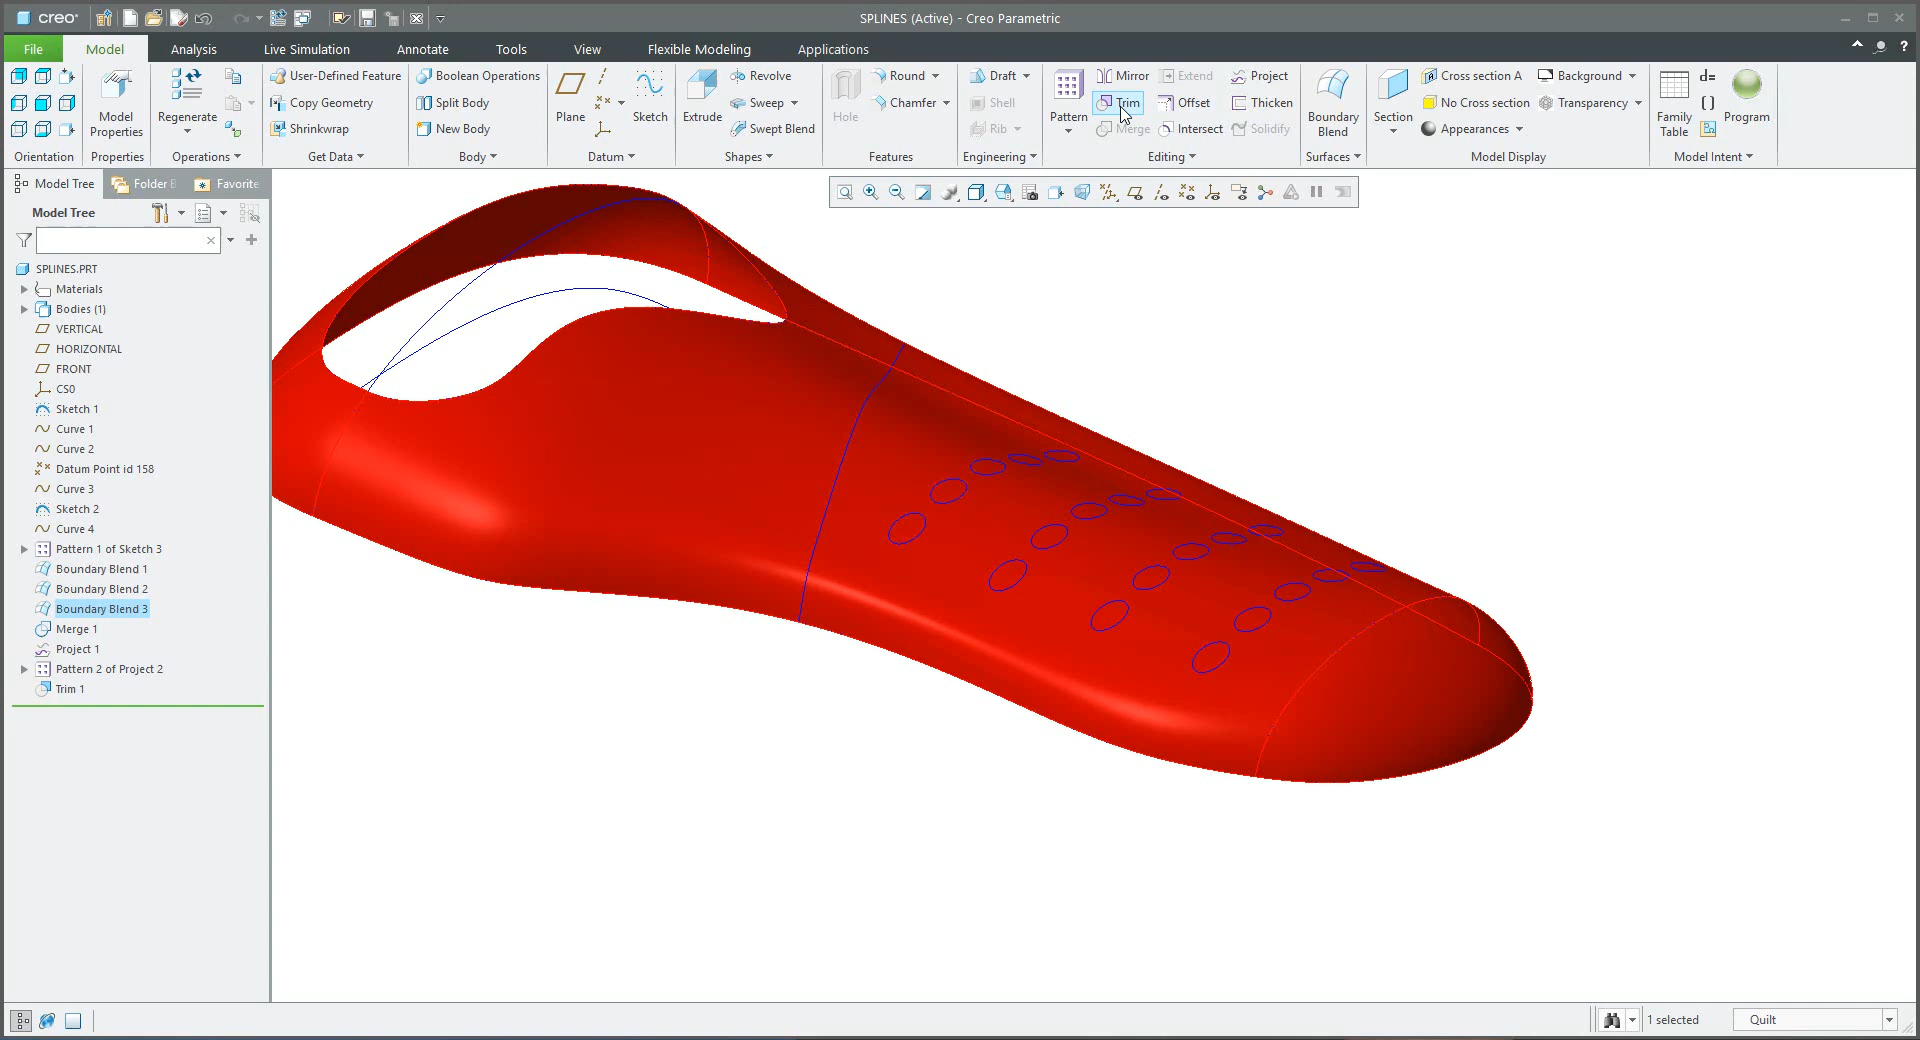 creo
SPLINES (Active) - Creo Parametric
File Model Analysis Live Simulation Annotate Tools View Flexible Modeling Applications
Model Properties
Regenerate
User-Defined Feature
Copy Geometry
Shrinkwrap
Boolean Operations
Split Body
New Body
Plane
Sketch
Extrude
Revolve
Sweep
Swept Blend
Hole
Round
Chamfer
Draft
Shell
Rib
Pattern
Mirror
Trim
Merge
Extend
Offset
Intersect
Project
Thicken
Solidify
Boundary Blend
Section
Cross section A
No Cross section
Appearances
Background
Transparency
Family Table
d=
Program
Orientation Properties Operations Get Data Body Datum Shapes Features Engineering Editing Surfaces Model Display Model Intent
Model Tree Folder B Favorite
Model Tree
SPLINES.PRT
Materials
Bodies (1)
VERTICAL
HORIZONTAL
FRONT
CS0
Sketch 1
Curve 1
Curve 2
Datum Point id 158
Curve 3
Sketch 2
Curve 4
Pattern 1 of Sketch 3
Boundary Blend 1
Boundary Blend 2
Boundary Blend 3
Merge 1
Project 1
Pattern 2 of Project 2
Trim 1
1 selected
Quilt